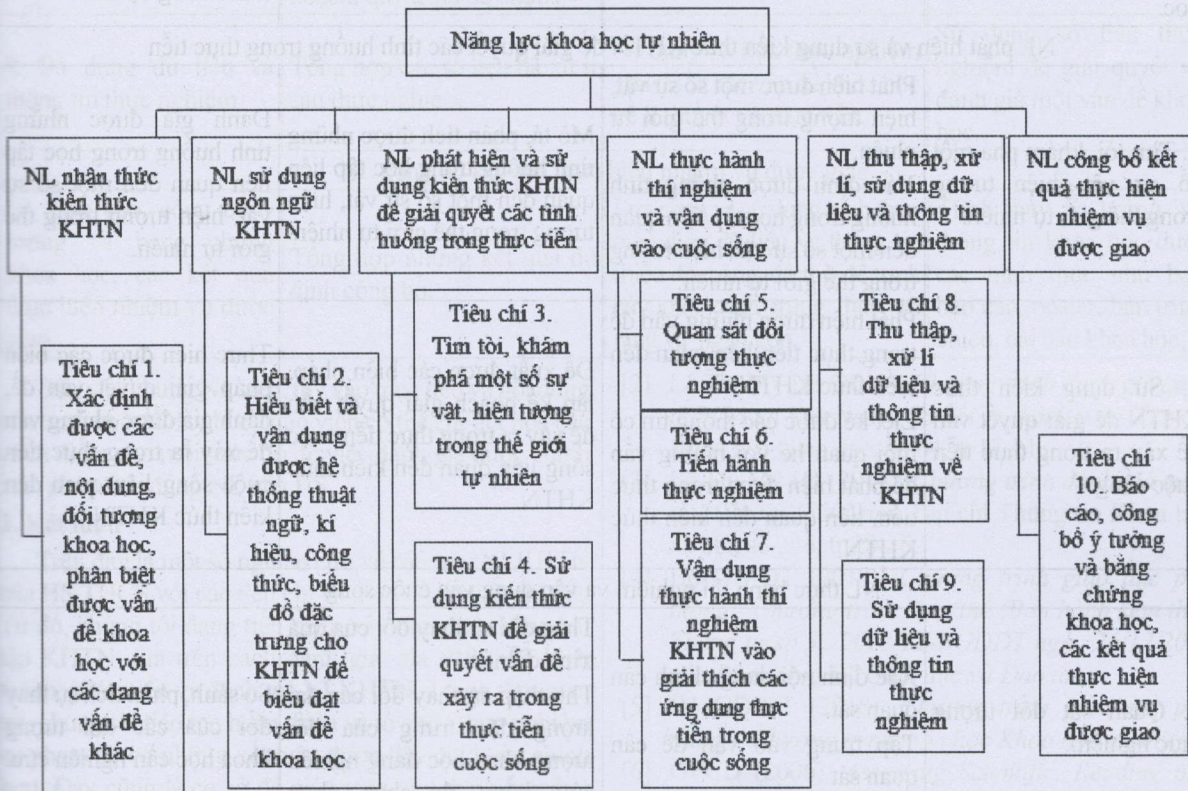 Năng lực khoa học tự nhiên
NL nhận thức
kiến thức
KHTN
NL sử dụng
ngôn ngữ
KHTN
NL phát hiện và sử
dụng kiến thức KHTN
để giải quyết các tình
huống trong thực tiễn
NL thực hành
thí nghiệm
và vận dụng
vào cuộc sống
NL thu thập, xử
lí, sử dụng dữ
liệu và thông tin
thực nghiệm
NL công bố kết
quả thực hiện
nhiệm vụ
được giao
Tiêu chí 1.
Xác định
được các
vấn đề,
nội dung,
đối tượng
khoa học,
phân biệt
được vấn
đề khoa
học với
các dạng
vấn đề
khác
Tiêu chí 2.
Hiểu biết và
vận dụng
được hệ
thống thuật
ngữ, kí
hiệu, công
thức, biểu
đồ đặc
trưng cho
KHTN để
biểu đạt
vấn đề
khoa học
Tiêu chí 3.
Tìm tòi, khám
phá một số sự
vật, hiện tượng
trong thế giới
tự nhiên
Tiêu chí 4. Sử
dụng kiến thức
KHTN để giải
quyết vấn đề
xảy ra trong
thực tiễn
cuộc sống
Tiêu chí 5.
Quan sát đối
tượng thực
nghiệm
Tiêu chí 6.
Tiến hành
thực nghiệm
Tiêu chí 7.
Vận dụng
thực hành thí
nghiệm
KHTN vào
giải thích các
ứng dụng thực
tiễn trong
cuộc sống
Tiêu chí 8.
Thu thập,
xử lí
dữ liệu và
thông tin
thực
nghiệm về
KHTN
Tiêu chí 9.
Sử dụng
dữ liệu và
thông tin
thực
nghiệm
Tiêu chí
10. Báo
cáo, công
bố ý tưởng
và bằng
chứng
khoa học,
các kết quả
thực hiện
nhiệm vụ
được giao